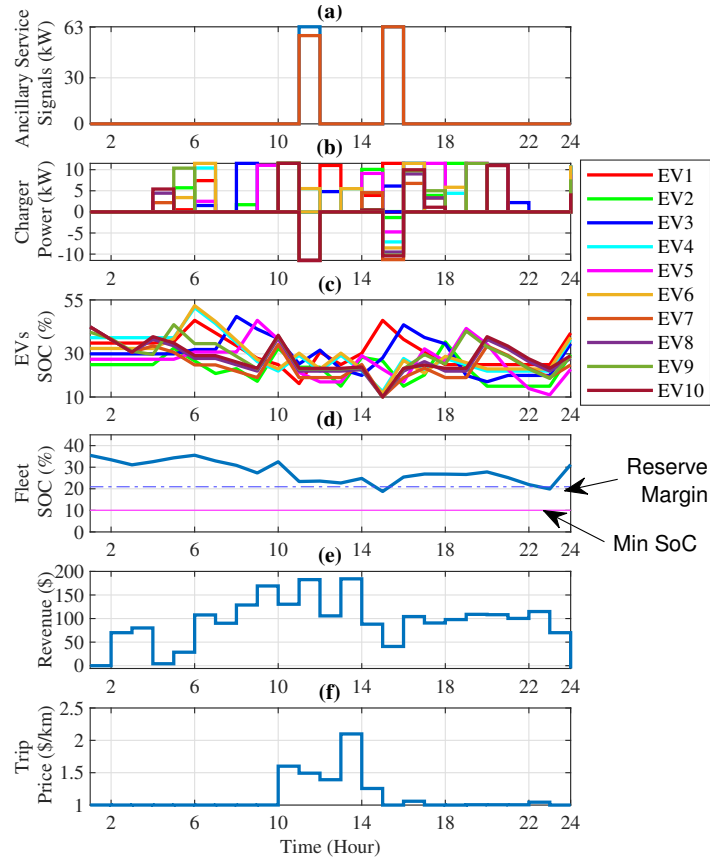 (a)
Ancillary Service
Signals (kW)
63
30
0
2 6 10 14 18 22 24
(b)
Charger
Power (kW)
10
5
0
-5
-10
2 6 10 14 18 22 24
(c)
EVs
SOC (%)
55
30
10
2 6 10 14 18 22 24
EV1
EV2
EV3
EV4
EV5
EV6
EV7
EV8
EV9
EV10
(d)
Fleet
SOC (%)
40
30
20
10
0
2 6 10 14 18 22 24
Reserve
Margin
Min SoC
(e)
Revenue ($)
200
150
100
50
0
2 6 10 14 18 22 24
(f)
Trip
Price ($/km)
2.5
2
1.5
1
2 6 10 14 18 22 24
Time (Hour)